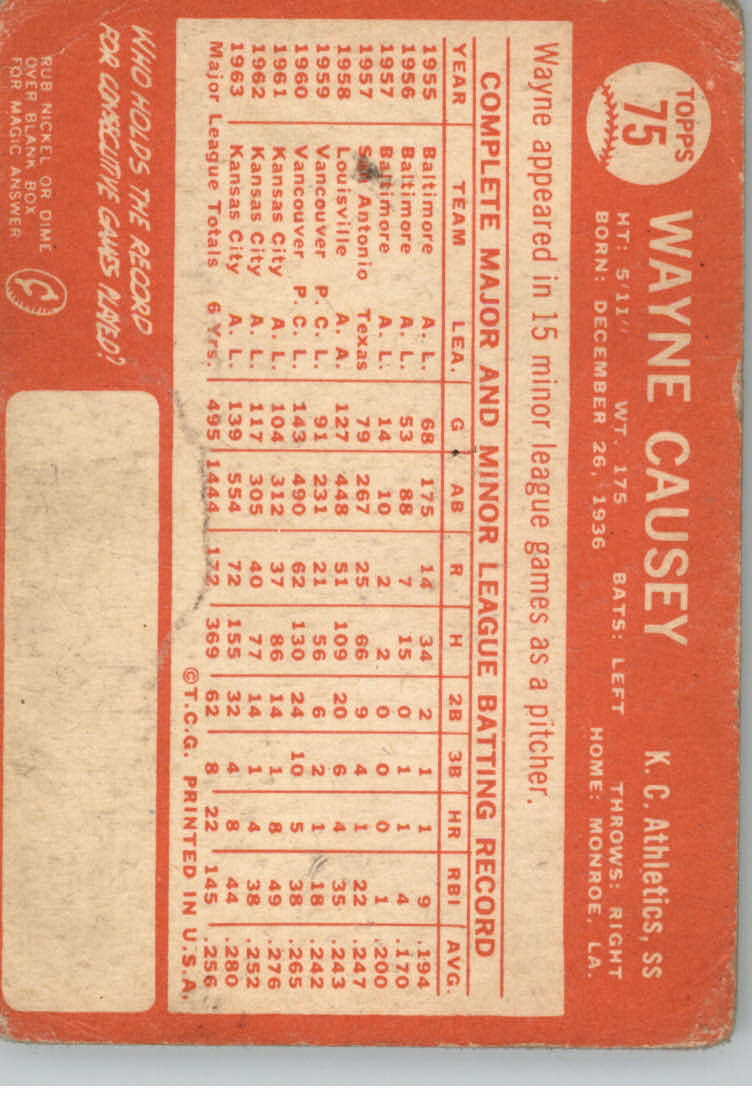 TOPPS
75
WAYNE CAUSEY K. C. Athletics, SS
HT: 5'11" WT. 175 BATS: LEFT THROWS: RIGHT
BORN: DECEMBER 26, 1936 HOME: MONROE, LA.
Wayne appeared in 15 minor league games as a pitcher.
COMPLETE MAJOR AND MINOR LEAGUE BATTING RECORD
YEAR TEAM LEA. G AB R H 2B 3B HR RBI AVG.
1955 Baltimore A. L. 68 175 14 34 2 1 1 9 .194
1956 Baltimore A. L. 53 88 7 15 0 1 1 4 .170
1957 Baltimore A. L. 14 10 2 2 0 0 0 1 .200
1957 San Antonio Texas 79 267 25 66 9 4 1 22 .247
1958 Louisville A. A. 127 448 51 109 20 6 4 35 .243
1959 Vancouver P. C. L. 91 231 21 56 6 2 1 18 .242
1960 Vancouver P. C. L. 143 490 62 130 24 10 5 38 .265
1961 Kansas City A. L. 104 312 37 86 14 1 8 49 .276
1962 Kansas City A. L. 117 305 40 77 14 1 4 38 .252
1963 Kansas City A. L. 139 554 72 155 32 4 8 44 .280
Major League Totals 6 Yrs. 495 1444 172 369 62 8 22 145 .256
©T.C.G. PRINTED IN U.S.A.
WHO HOLDS THE RECORD
FOR CONSECUTIVE GAMES PLAYED?
RUB NICKEL OR DIME
OVER BLANK BOX
FOR MAGIC ANSWER